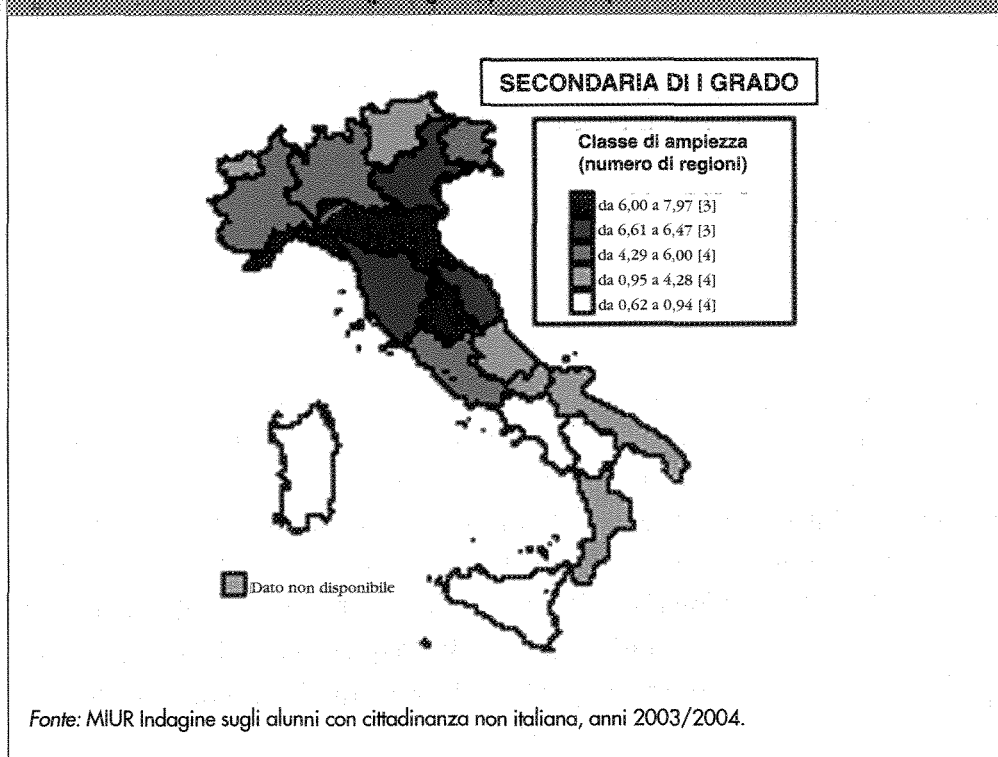 SECONDARIA DI I GRADO
Classe di ampiezza
(numero di regioni)
da 6,00 a 7,97 [3]
da 6,61 a 6,47 [3]
da 4,29 a 6,00 [4]
da 0,95 a 4,28 [4]
da 0,62 a 0,94 [4]
Dato non disponibile
Fonte: MIUR Indagine sugli alunni con cittadinanza non italiana, anni 2003/2004.